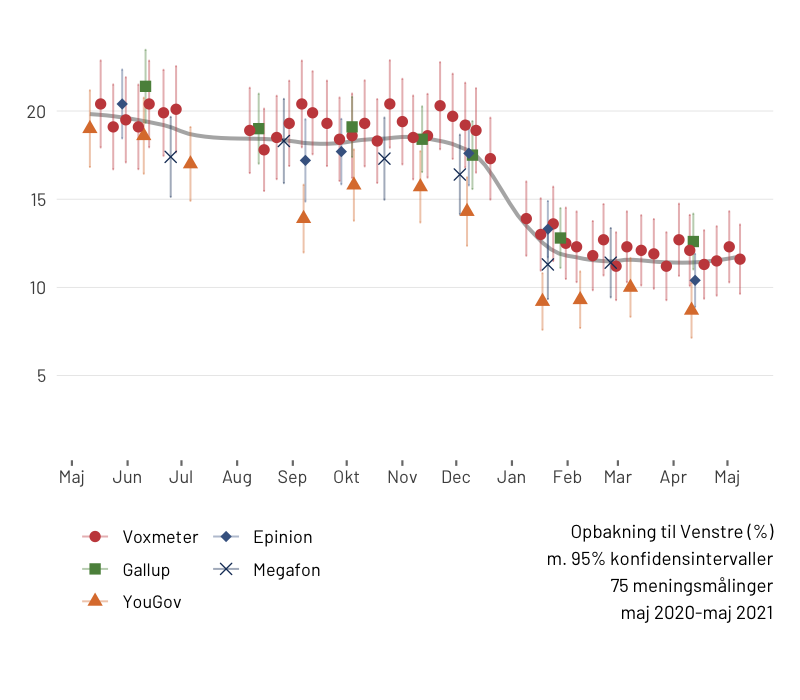 20
15
10
5
Maj Jun Jul Aug Sep Okt Nov Dec Jan Feb Mar Apr Maj
Voxmeter Epinion
Gallup Megafon
YouGov
Opbakning til Venstre (%)
m. 95% konfidensintervaller
75 meningsmålinger
maj 2020-maj 2021